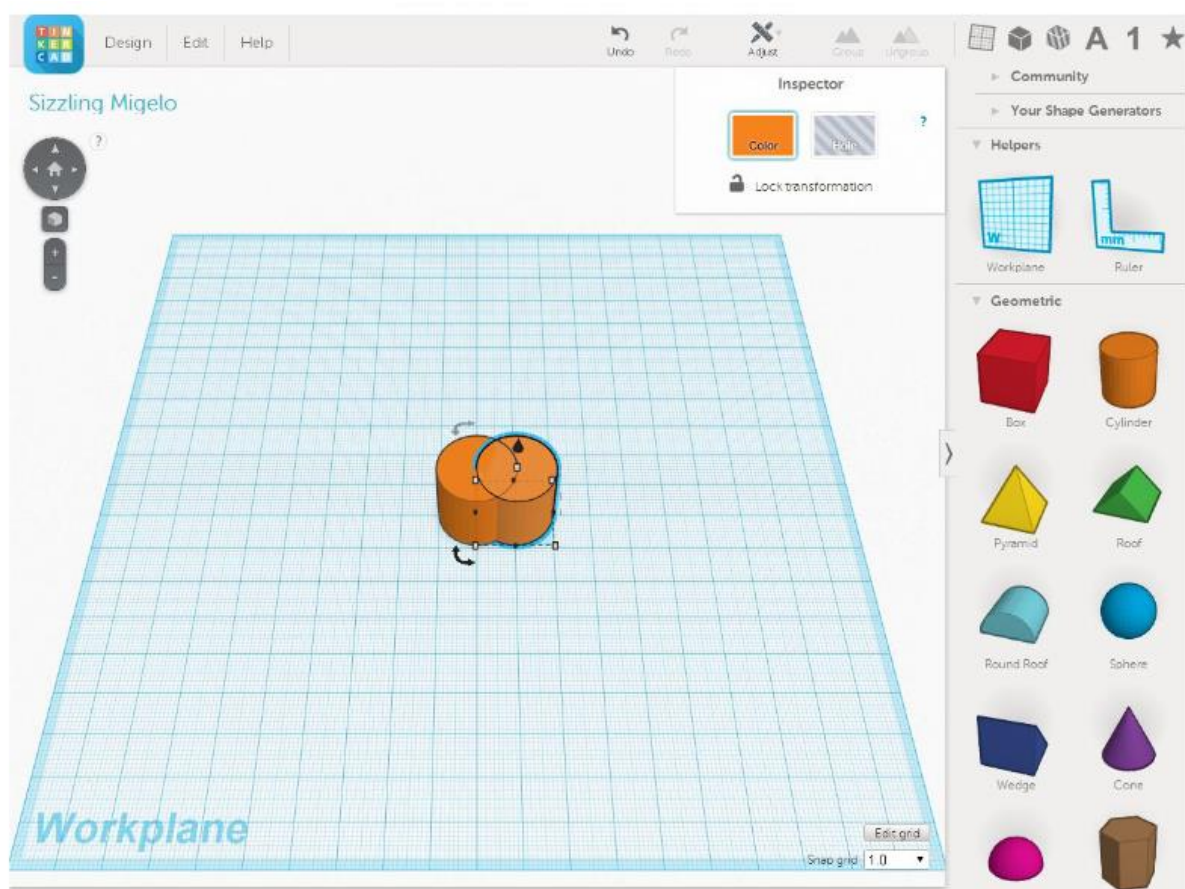 TIN
KER
CAD
Design Edit Help
Undo Redo Adjust Group Ungroup
A 1
Sizzling Migelo
?
Inspector
Color Hole
?
Lock transformation
Community
Your Shape Generators
Helpers
W
mm
Workplane Ruler
Geometric
Box Cylinder
Pyramid Roof
Round Roof Sphere
Wedge Cone
Workplane
Edit grid
Snap grid 1.0